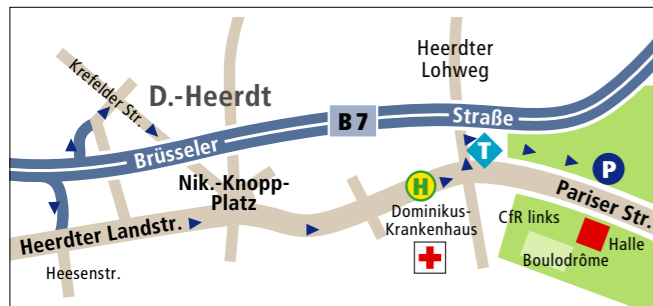 Heerdter
Lohweg
Krefelder Str.
D.-Heerdt
B 7
Straße
Brüsseler
T
P
Nik.-Knopp-
Platz
H
Pariser Str.
Dominikus-
Krankenhaus
CfR links
Halle
Boulodrôme
Heerdter Landstr.
Heesenstr.